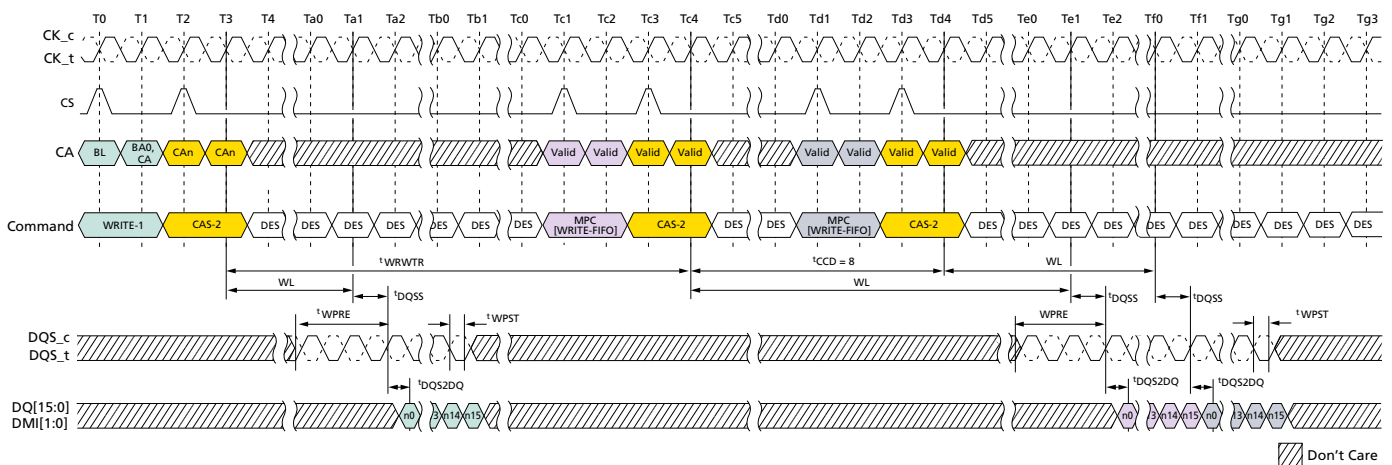 T0 T1 T2 T3 T4 Ta0 Ta1 Ta2 Tb0 Tb1 Tc0 Tc1 Tc2 Tc3 Tc4 Tc5 Td0 Td1 Td2 Td3 Td4 Td5 Te0 Te1 Te2 Tf0 Tf1 Tg0 Tg1 Tg2 Tg3
CK_c
CK_t
CS
CA BL BA0, CA CAn CAn Valid Valid Valid Valid Valid Valid Valid Valid
Command WRITE-1 CAS-2 DES DES DES DES DES DES DES MPC [WRITE-FIFO] CAS-2 DES DES MPC [WRITE-FIFO] CAS-2 DES DES DES DES DES DES DES DES DES DES
tWRWTR tCCD = 8 WL
WL tDQSS WL tDQSS tDQSS
tWPRE tWPST WPRE tWPST
DQS_c
DQS_t
tDQS2DQ tDQS2DQ tDQS2DQ
DQ[15:0]
DMI[1:0]
n0 3 n14 n15 n0 3 n14 n15 n0 13 n14 n15
Don't Care